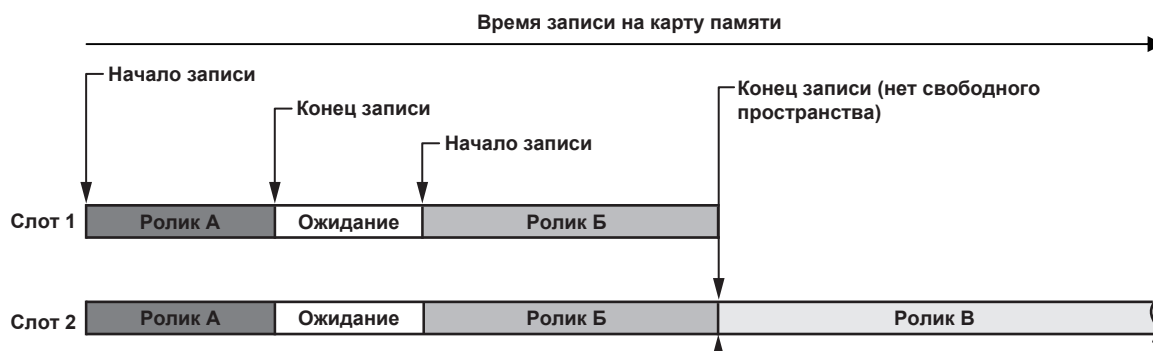 Время записи на карту памяти
Начало записи
Конец записи (нет свободного
пространства)
Конец записи
Начало записи
Слот 1
Ролик А
Ожидание
Ролик Б
Слот 2
Ролик А
Ожидание
Ролик Б
Ролик В